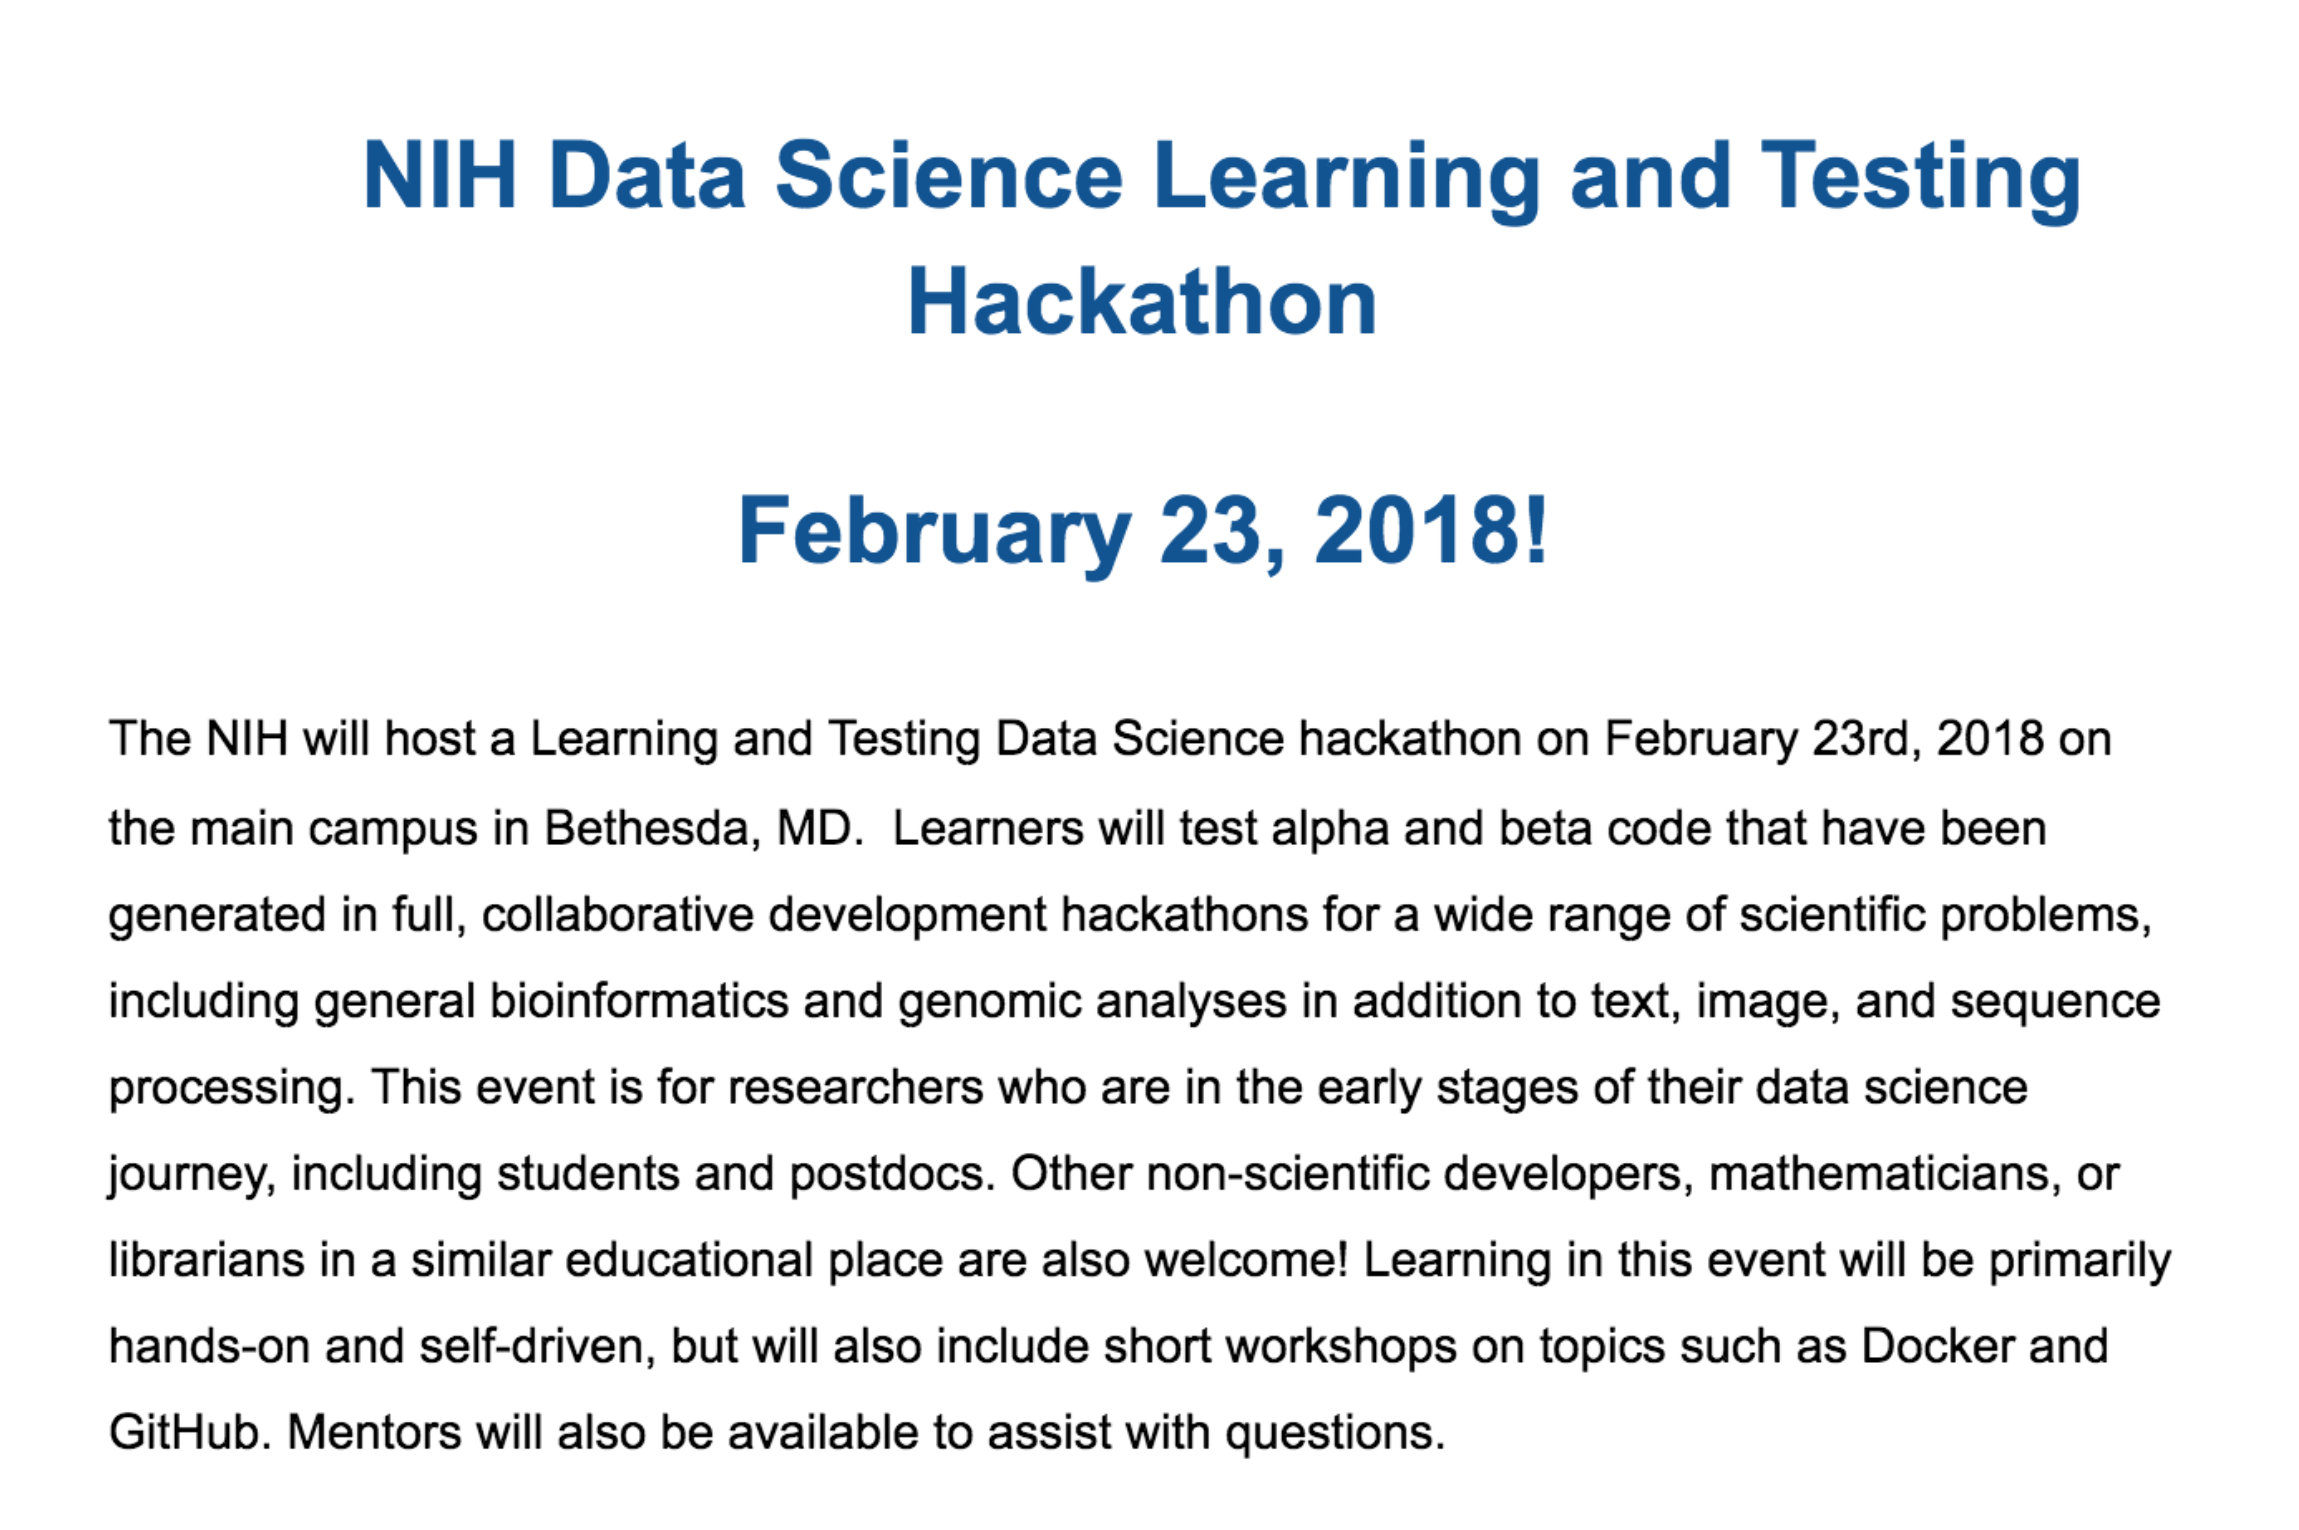 NIH Data Science Learning and Testing
Hackathon
February 23, 2018!
The NIH will host a Learning and Testing Data Science hackathon on February 23rd, 2018 on
the main campus in Bethesda, MD.  Learners will test alpha and beta code that have been
generated in full, collaborative development hackathons for a wide range of scientific problems,
including general bioinformatics and genomic analyses in addition to text, image, and sequence
processing. This event is for researchers who are in the early stages of their data science
journey, including students and postdocs. Other non-scientific developers, mathematicians, or
librarians in a similar educational place are also welcome! Learning in this event will be primarily
hands-on and self-driven, but will also include short workshops on topics such as Docker and
GitHub. Mentors will also be available to assist with questions.